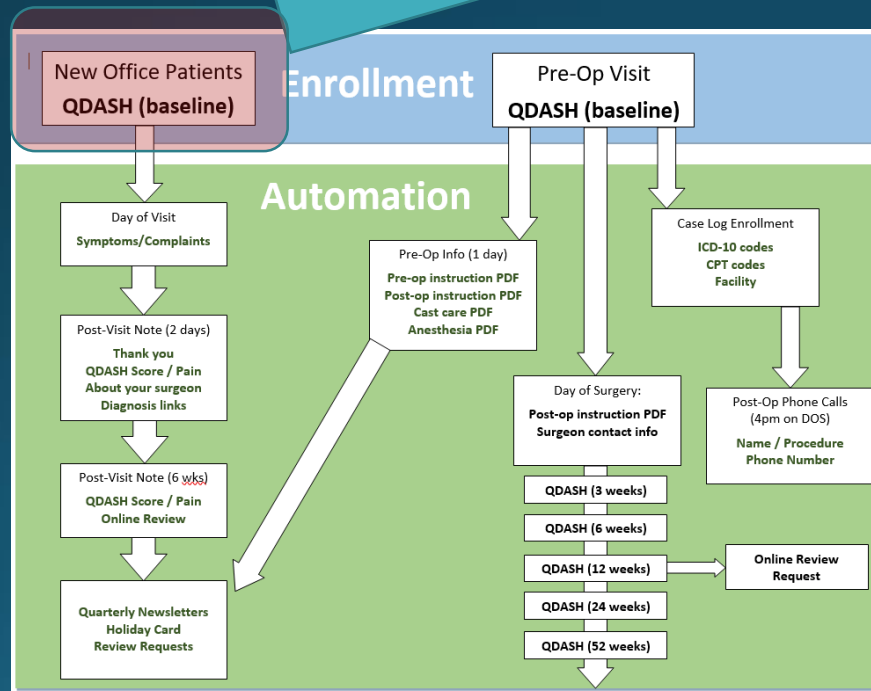 New Office Patients
QDASH (baseline)
Enrollment
Pre-Op Visit
QDASH (baseline)
Automation
Day of Visit
Symptoms/Complaints
Post-Visit Note (2 days)
Thank you
QDASH Score / Pain
About your surgeon
Diagnosis links
Post-Visit Note (6 wks)
QDASH Score / Pain
Online Review
Quarterly Newsletters
Holiday Card
Review Requests
Pre-Op Info (1 day)
Pre-op instruction PDF
Post-op instruction PDF
Cast care PDF
Anesthesia PDF
Day of Surgery:
Post-op instruction PDF
Surgeon contact info
QDASH (3 weeks)
QDASH (6 weeks)
QDASH (12 weeks)
QDASH (24 weeks)
QDASH (52 weeks)
Case Log Enrollment
ICD-10 codes
CPT codes
Facility
Post-Op Phone Calls
(4pm on DOS)
Name / Procedure
Phone Number
Online Review
Request